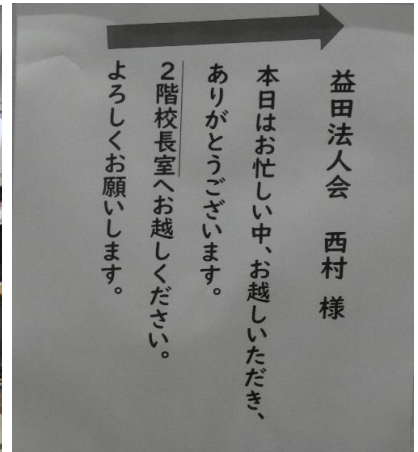 益田法人会　西村 様
本日はお忙しい中、お越しいただき、
ありがとうございます。
２階校長室へお越しください。
よろしくお願いします。